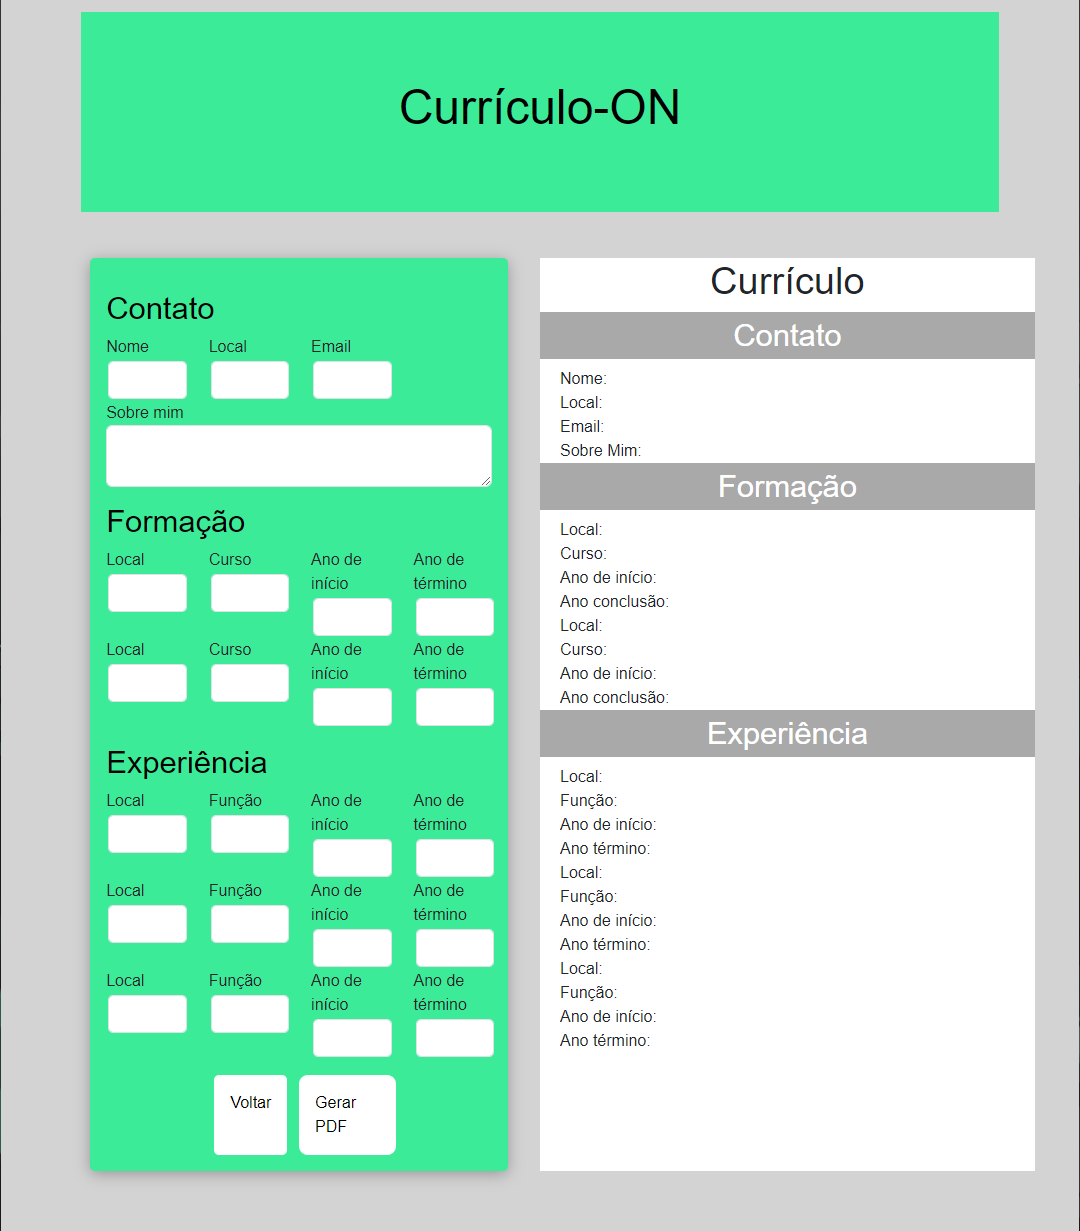 Currículo-ON
Contato
Nome Local Email
Sobre mim
Formação
Local Curso Ano de início Ano de término
Local Curso Ano de início Ano de término
Experiência
Local Função Ano de início Ano de término
Local Função Ano de início Ano de término
Local Função Ano de início Ano de término
Voltar Gerar PDF
Currículo
Contato
Nome:
Local:
Email:
Sobre Mim:
Formação
Local:
Curso:
Ano de início:
Ano conclusão:
Local:
Curso:
Ano de início:
Ano conclusão:
Experiência
Local:
Função:
Ano de início:
Ano término:
Local:
Função:
Ano de início:
Ano término:
Local:
Função:
Ano de início:
Ano término: